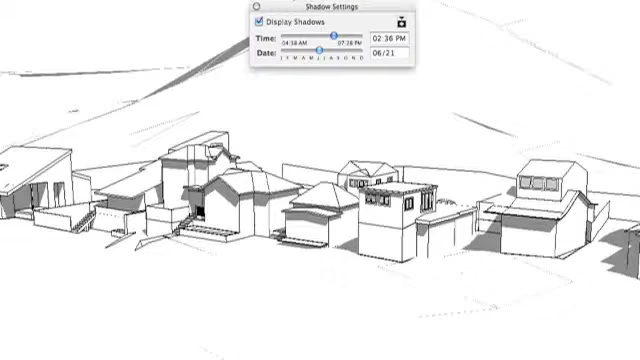 Shadow Settings
Display Shadows
Time: 02:36 PM
04:38 AM 07:28 PM
Date: 06/21
J F M A M J J A S O N D